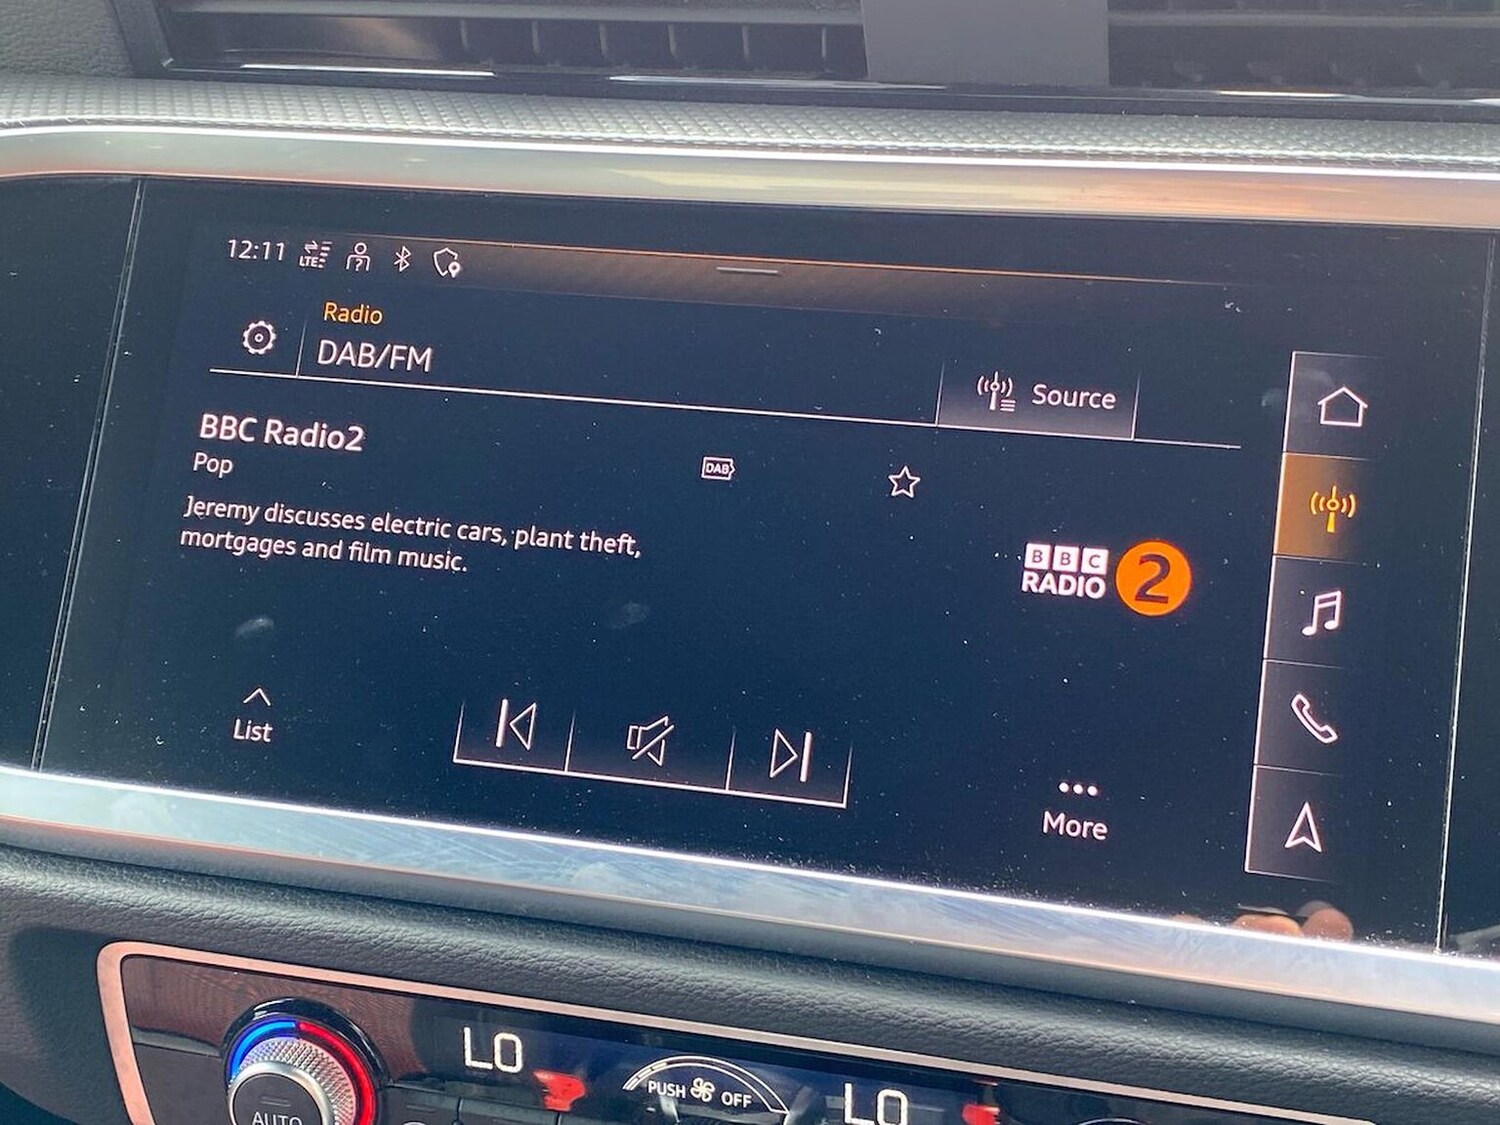 12:11
LTE
Radio
DAB/FM
Source
BBC Radio2
Pop
DAB
Jeremy discusses electric cars, plant theft,
mortgages and film music.
BBC
RADIO 2
List
More
LO
PUSH OFF
LO
AUTO